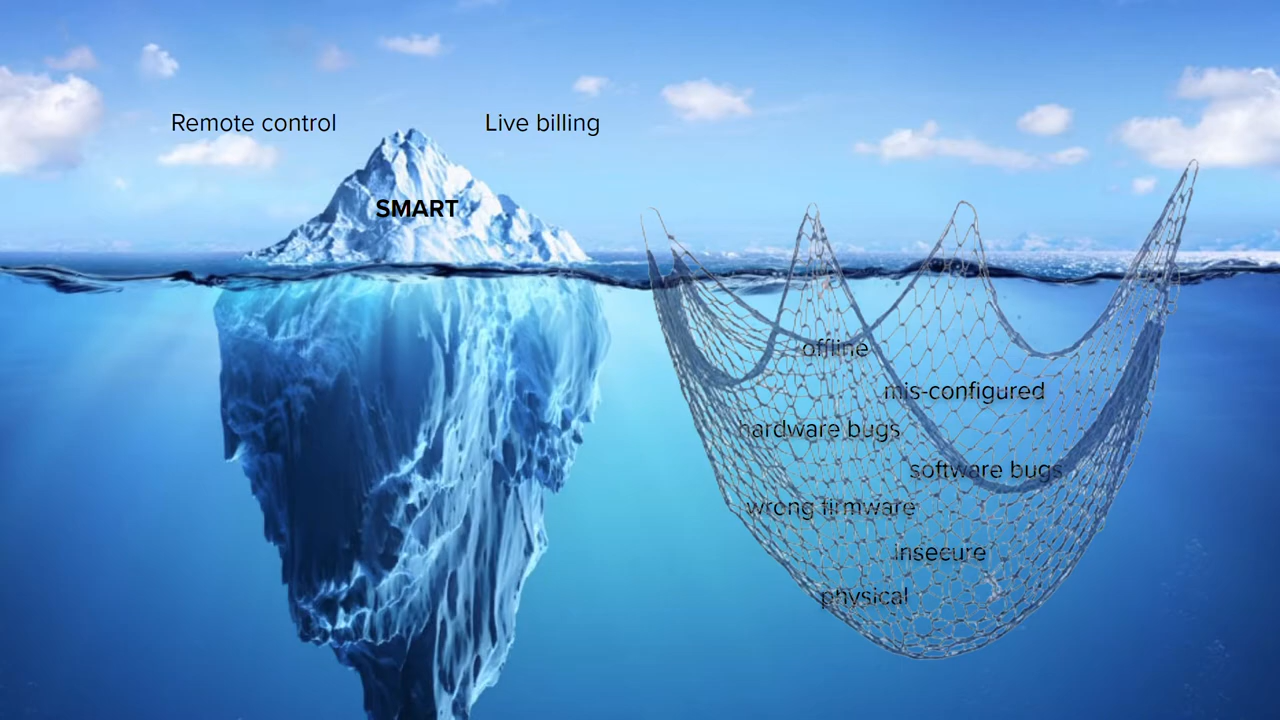 Remote control
Live billing
SMART
offline
mis-configured
hardware bugs
software bugs
wrong firmware
insecure
physical